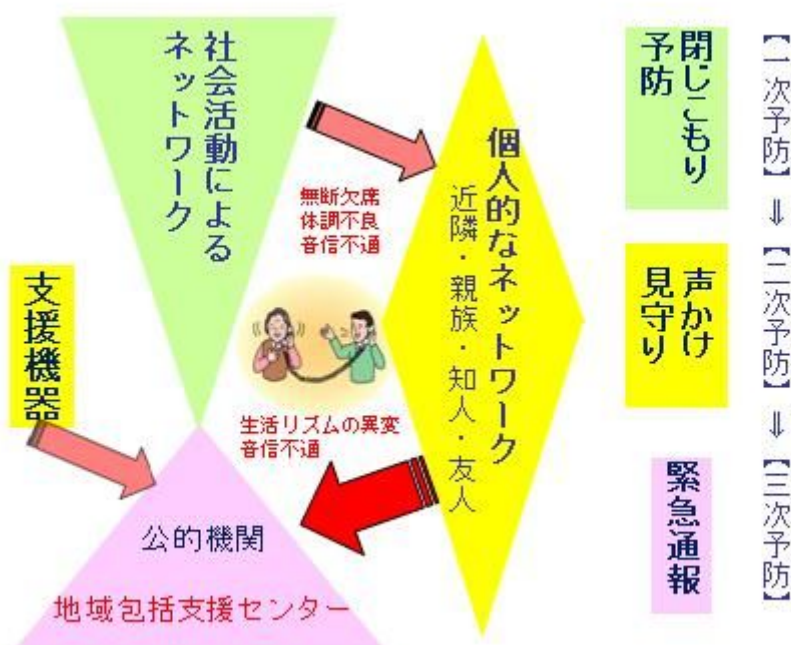 社会活動による
ネットワーク
無断欠席
体調不良
音信不通
個人的なネットワーク
近隣・親族・知人・友人
支援機器
生活リズムの異変
音信不通
公的機関
地域包括支援センター
閉じこもり
予防
声かけ
見守り
緊急通報
【一次予防】
⇓
【二次予防】
⇓
【三次予防】